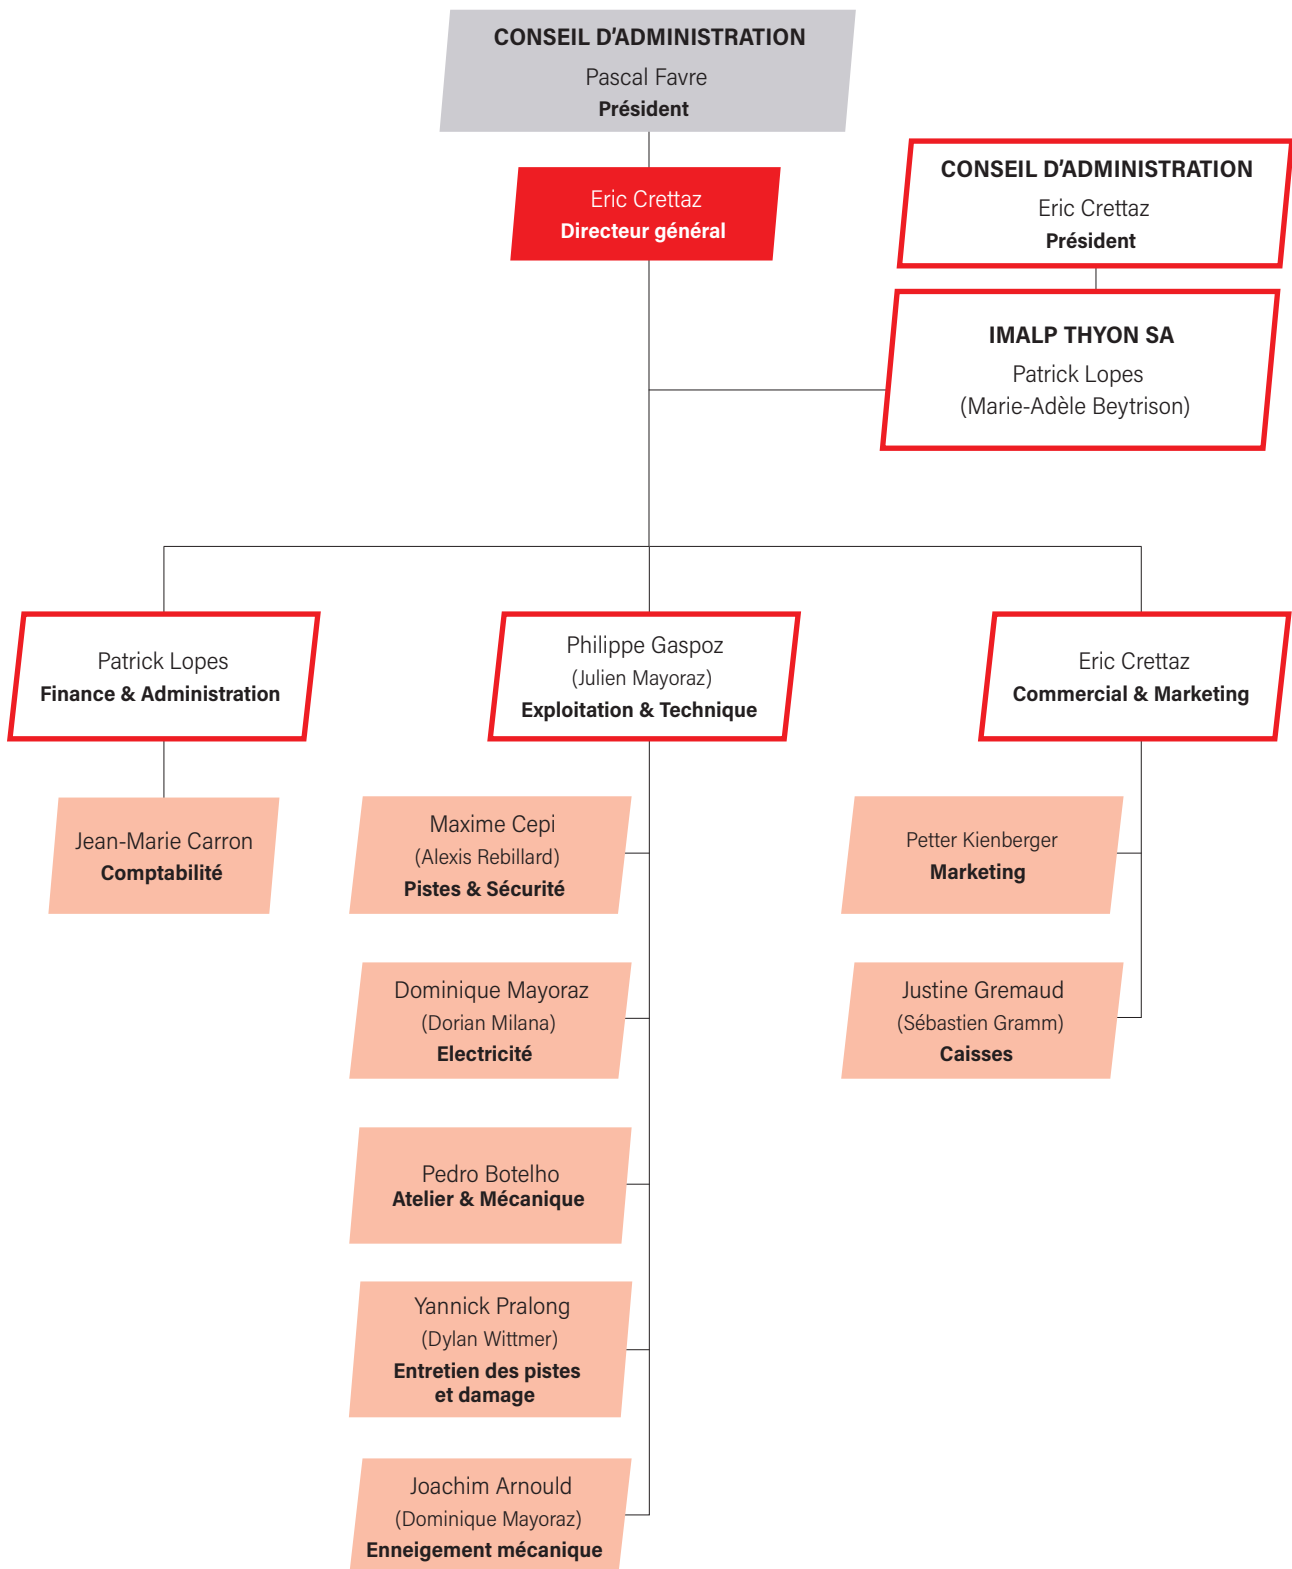 CONSEIL D'ADMINISTRATION
Pascal Favre
Président
Eric Crettaz
Directeur général
CONSEIL D'ADMINISTRATION
Eric Crettaz
Président
IMALP THYON SA
Patrick Lopes
(Marie-Adèle Beytrison)
Patrick Lopes
Finance & Administration
Philippe Gaspoz
(Julien Mayoraz)
Exploitation & Technique
Eric Crettaz
Commercial & Marketing
Jean-Marie Carron
Comptabilité
Maxime Cepi
(Alexis Rebillard)
Pistes & Sécurité
Petter Kienberger
Marketing
Dominique Mayoraz
(Dorian Milana)
Electricité
Justine Gremaud
(Sébastien Gramm)
Caisses
Pedro Botelho
Atelier & Mécanique
Yannick Pralong
(Dylan Wittmer)
Entretien des pistes
et damage
Joachim Arnould
(Dominique Mayoraz)
Enneigement mécanique